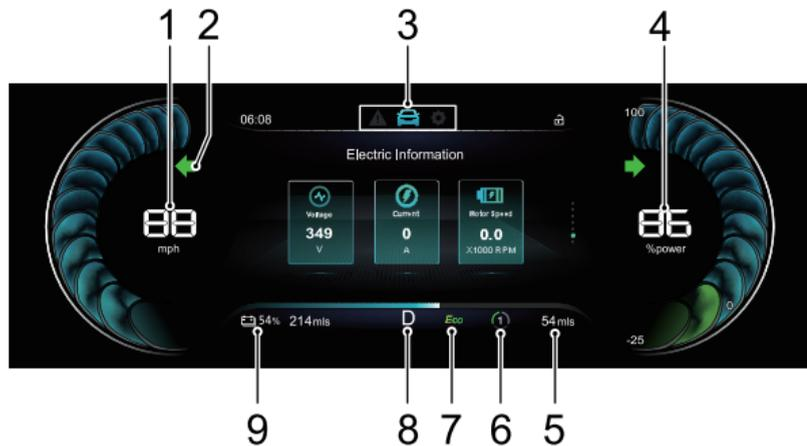 1 2 3 4
06:08
100
Electric Information
Voltage Current Motor Speed
349 0 0.0
V A X1000 RPM
88 86
mph %power
0
54% 214mls D Eco 1 54mls
-25
9 8 7 6 5